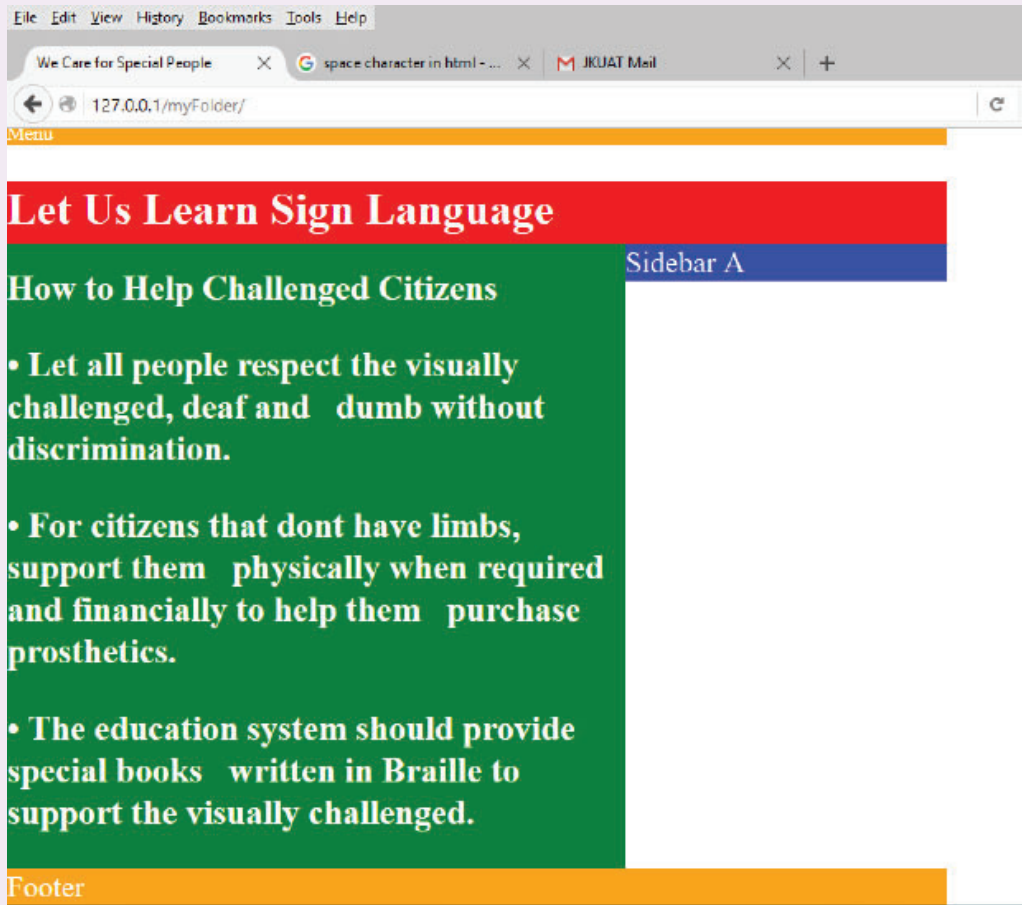 File Edit View History Bookmarks Tools Help
We Care for Special People
space character in html - ...
JKUAT Mail
127.0.0.1/myFolder/
Menu
Let Us Learn Sign Language
How to Help Challenged Citizens
Sidebar A
• Let all people respect the visually
challenged, deaf and dumb without
discrimination.
• For citizens that dont have limbs,
support them physically when required
and financially to help them purchase
prosthetics.
• The education system should provide
special books written in Braille to
support the visually challenged.
Footer